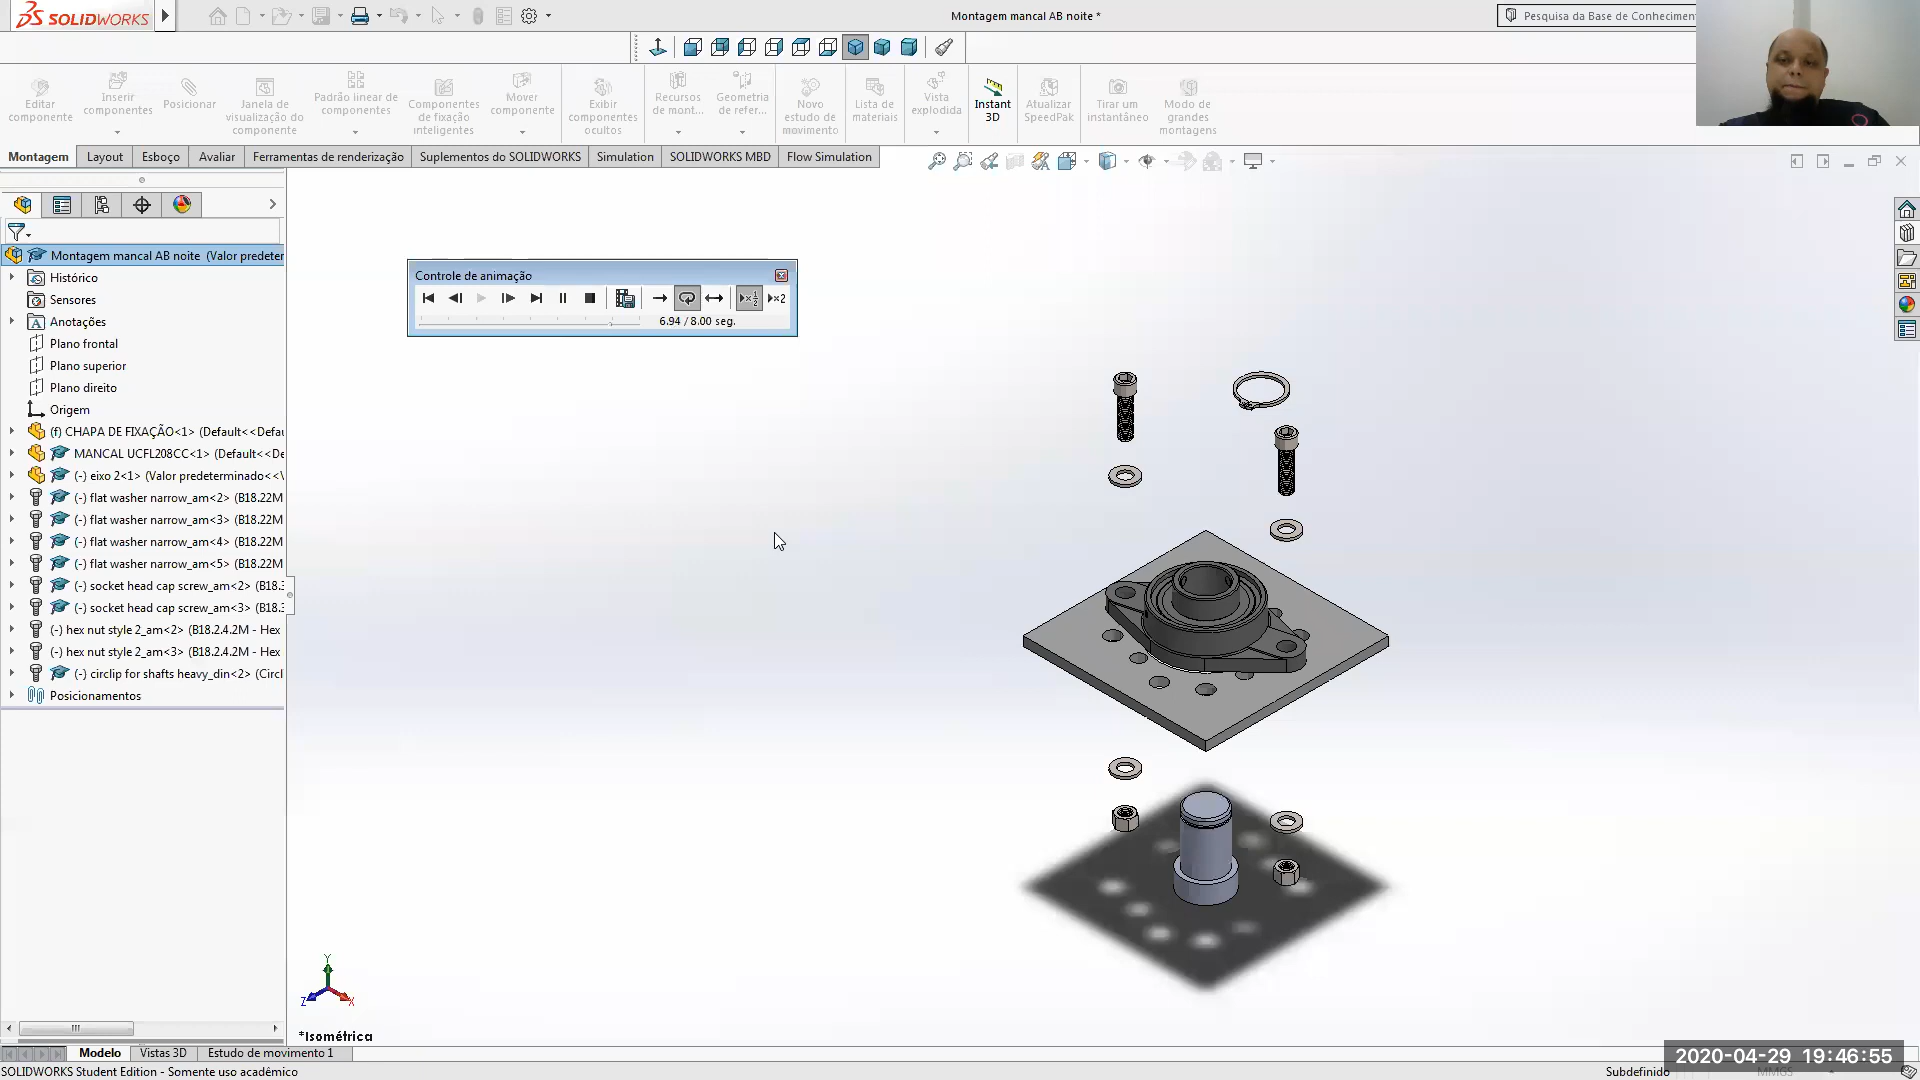 SOLIDWORKS
Montagem mancal AB noite *
Pesquisa da Base de Conheciment
Editar componente
Inserir componentes
Posicionar
Janela de visualização do componente
Padrão linear de componentes
Componentes de fixação inteligentes
Mover componente
Exibir componentes ocultos
Recursos de mont...
Geometria de refer...
Novo estudo de movimento
Lista de materiais
Vista explodida
Instant 3D
Atualizar SpeedPak
Tirar um instantâneo
Modo de grandes montagens
Montagem
Layout
Esboço
Avaliar
Ferramentas de renderização
Suplementos do SOLIDWORKS
Simulation
SOLIDWORKS MBD
Flow Simulation
Montagem mancal AB noite (Valor predeter
Histórico
Sensores
Anotações
Plano frontal
Plano superior
Plano direito
Origem
(f) CHAPA DE FIXAÇÃO<1> (Default<<Defau
MANCAL UCFL208CC<1> (Default<<De
(-) eixo 2<1> (Valor predeterminado<<\
(-) flat washer narrow_am<2> (B18.22M
(-) flat washer narrow_am<3> (B18.22M
(-) flat washer narrow_am<4> (B18.22M
(-) flat washer narrow_am<5> (B18.22M
(-) socket head cap screw_am<2> (B18.3
(-) socket head cap screw_am<3> (B18.3
(-) hex nut style 2_am<2> (B18.2.4.2M - Hex
(-) hex nut style 2_am<3> (B18.2.4.2M - Hex
(-) circlip for shafts heavy_din<2> (Circl
Posicionamentos
Controle de animação
6.94 / 8.00 seg.
Y
Z
X
*Isométrica
Modelo
Vistas 3D
Estudo de movimento 1
SOLIDWORKS Student Edition - Somente uso acadêmico
Subdefinido
MMGS
2020-04-29 19:46:55